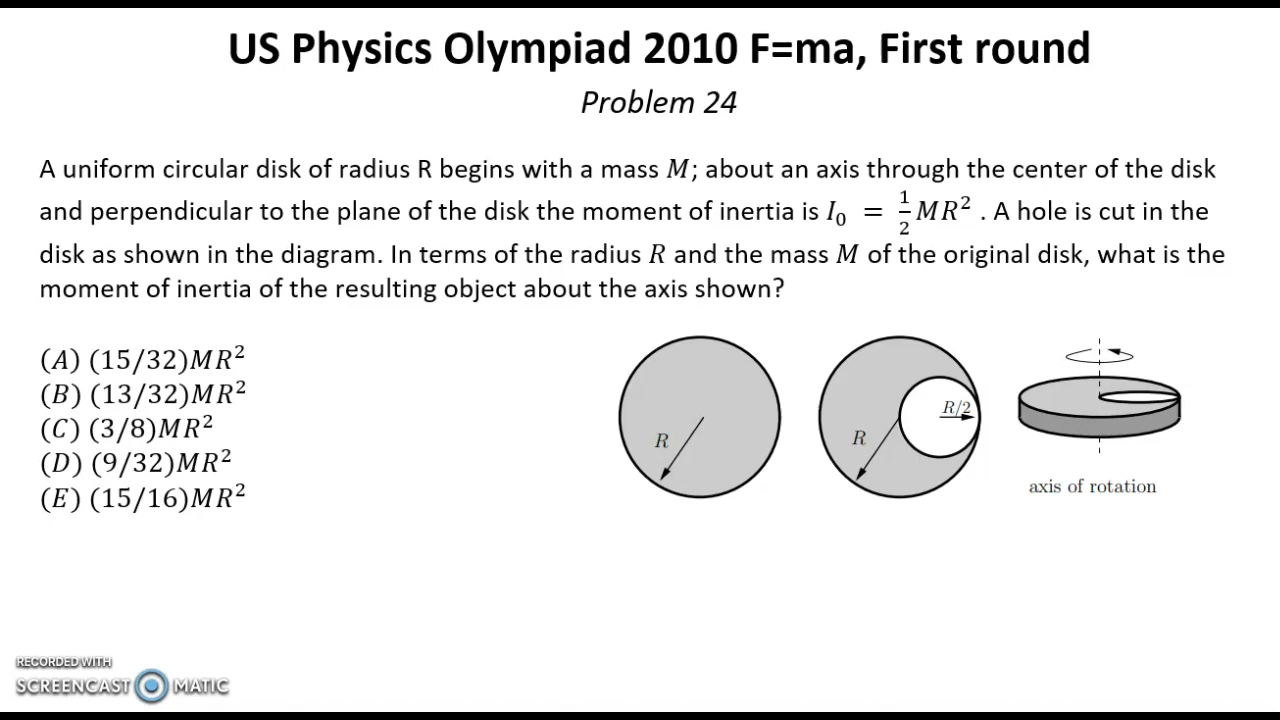 US Physics Olympiad 2010 F=ma, First round
Problem 24
A uniform circular disk of radius R begins with a mass M; about an axis through the center of the disk
and perpendicular to the plane of the disk the moment of inertia is I₀ = 1/2 MR² . A hole is cut in the
disk as shown in the diagram. In terms of the radius R and the mass M of the original disk, what is the
moment of inertia of the resulting object about the axis shown?
(A) (15/32)MR²
(B) (13/32)MR²
(C) (3/8)MR²
(D) (9/32)MR²
(E) (15/16)MR²
R
R
R/2
axis of rotation
RECORDED WITH
SCREENCAST MATIC